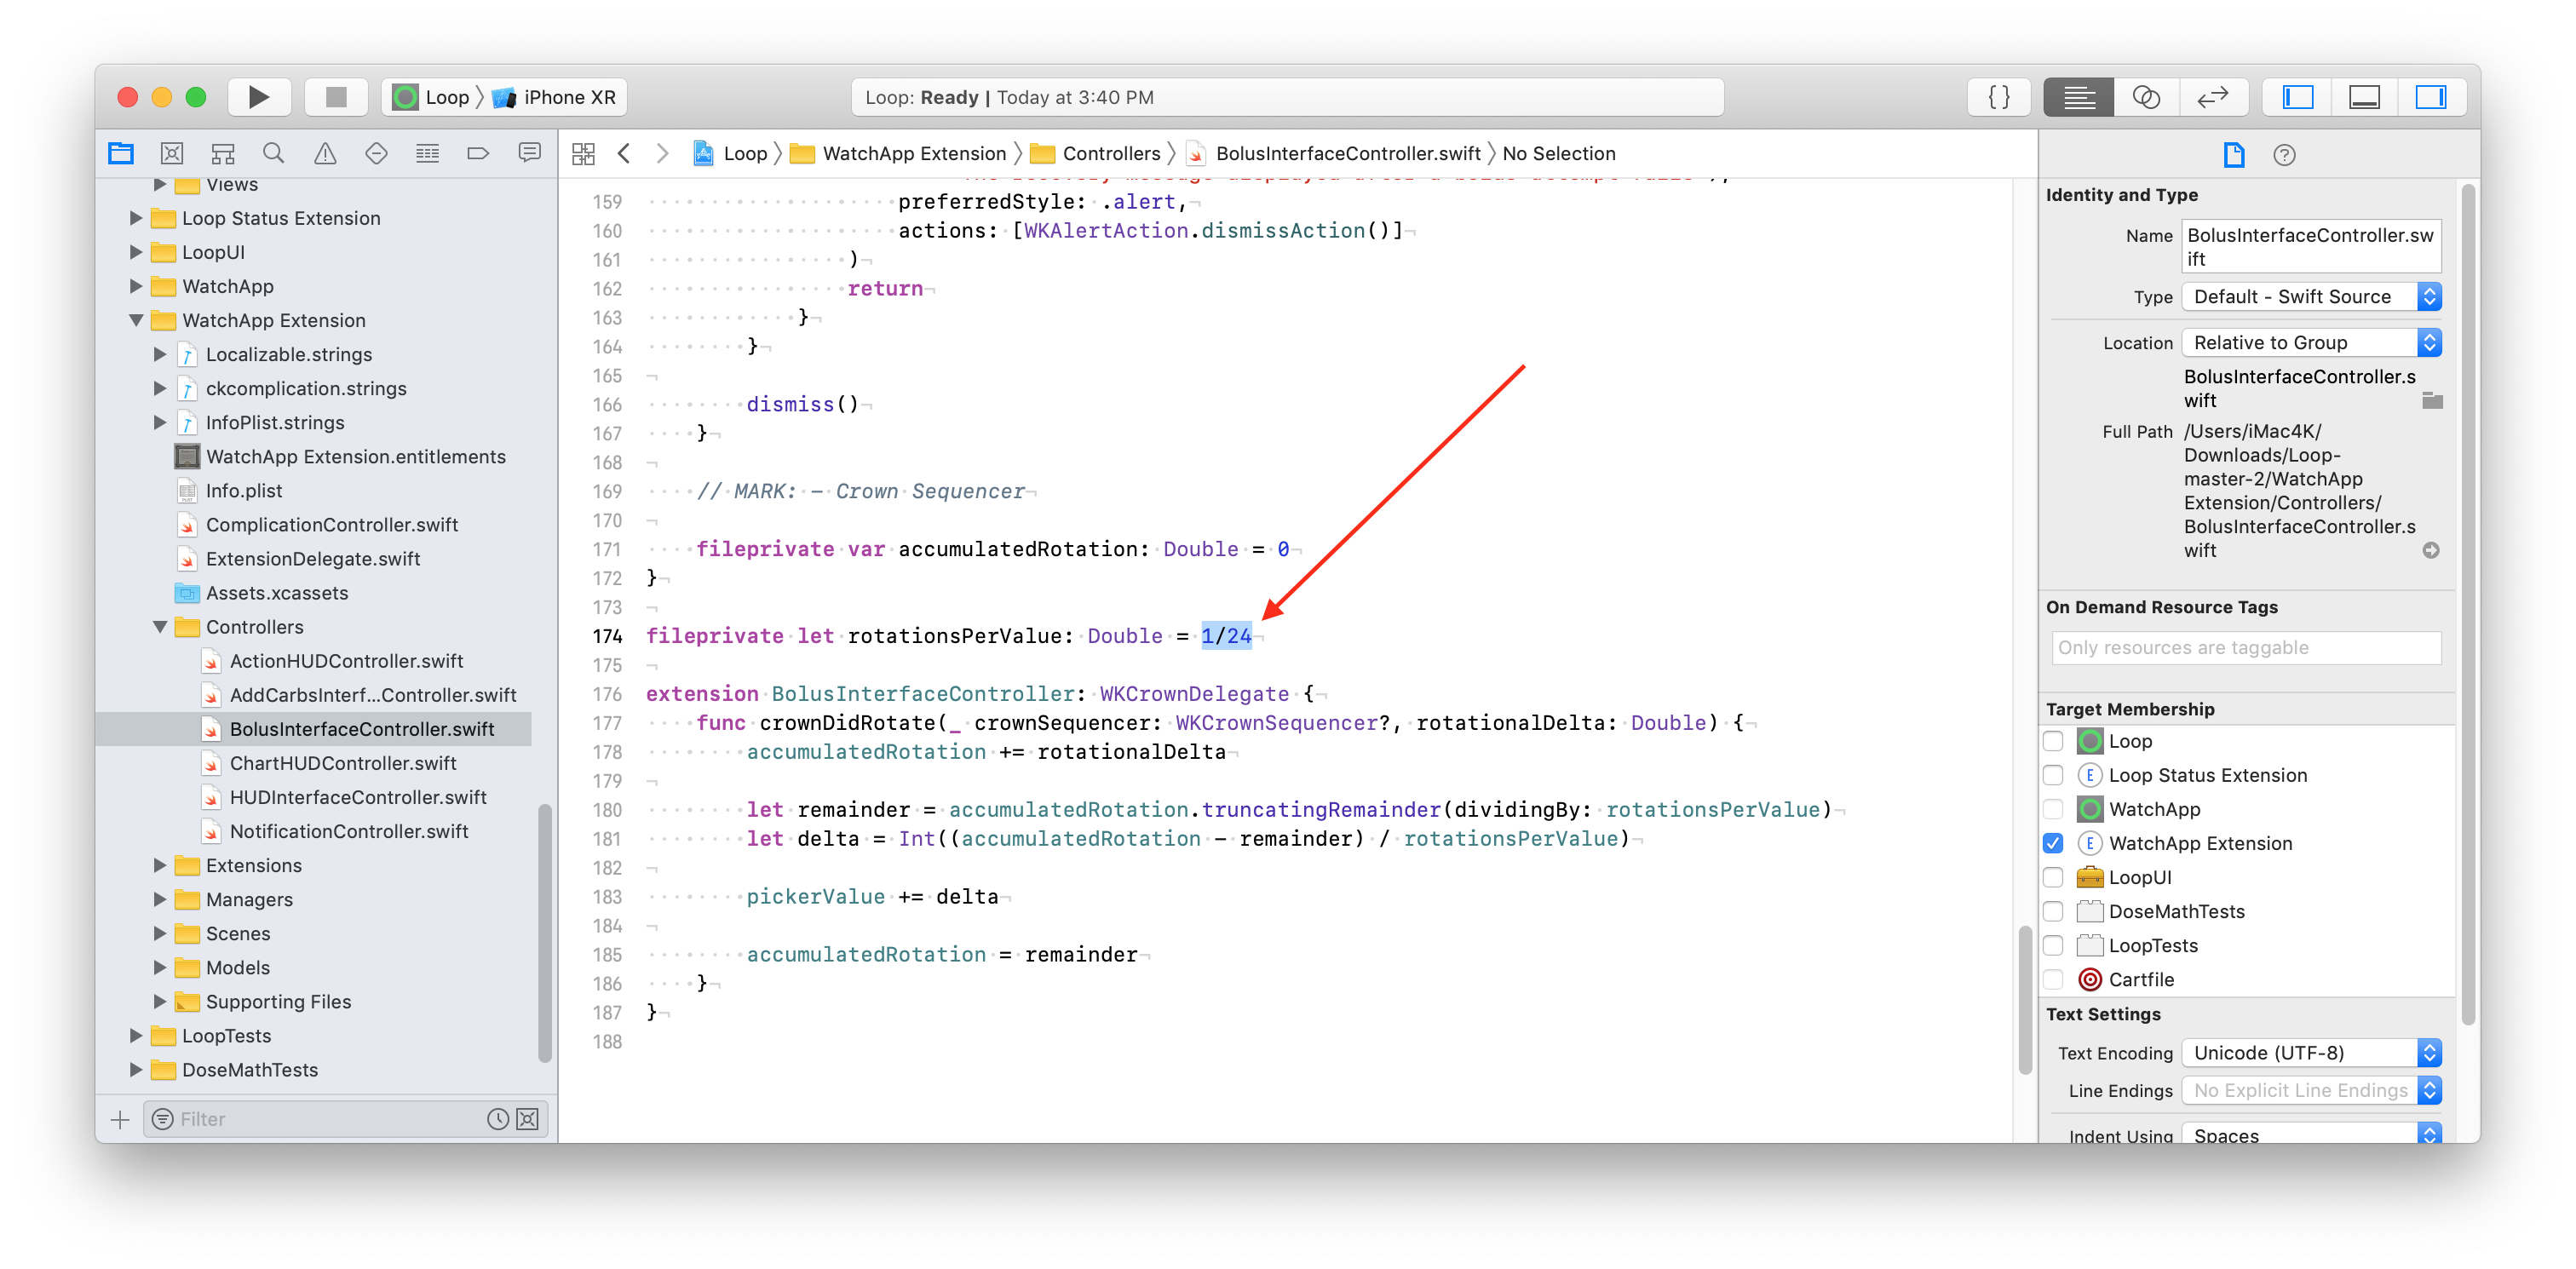 Loop 〉 iPhone XR
Loop: Ready | Today at 3:40 PM
{ }
Loop 〉 WatchApp Extension 〉 Controllers 〉 BolusInterfaceController.swift 〉 No Selection
Views
Loop Status Extension
LoopUI
WatchApp
WatchApp Extension
Localizable.strings
ckcomplication.strings
InfoPlist.strings
WatchApp Extension.entitlements
Info.plist
ComplicationController.swift
ExtensionDelegate.swift
Assets.xcassets
Controllers
ActionHUDController.swift
AddCarbsInterf...Controller.swift
BolusInterfaceController.swift
ChartHUDController.swift
HUDInterfaceController.swift
NotificationController.swift
Extensions
Managers
Scenes
Models
Supporting Files
LoopTests
DoseMathTests
Filter
159 preferredStyle: .alert,
160 actions: [WKAlertAction.dismissAction()]
161 )
162 return
163 }
164 }
165
166 dismiss()
167 }
168
169 // MARK: - Crown Sequencer
170
171 fileprivate var accumulatedRotation: Double = 0
172 }
173
174 fileprivate let rotationsPerValue: Double = 1/24
175
176 extension BolusInterfaceController: WKCrownDelegate {
177 func crownDidRotate(_ crownSequencer: WKCrownSequencer?, rotationalDelta: Double) {
178 accumulatedRotation += rotationalDelta
179
180 let remainder = accumulatedRotation.truncatingRemainder(dividingBy: rotationsPerValue)
181 let delta = Int((accumulatedRotation - remainder) / rotationsPerValue)
182
183 pickerValue += delta
184
185 accumulatedRotation = remainder
186 }
187 }
188
Identity and Type
Name BolusInterfaceController.sw
ift
Type Default - Swift Source
Location Relative to Group
BolusInterfaceController.s
wift
Full Path /Users/iMac4K/
Downloads/Loop-
master-2/WatchApp
Extension/Controllers/
BolusInterfaceController.s
wift
On Demand Resource Tags
Only resources are taggable
Target Membership
Loop
E Loop Status Extension
WatchApp
E WatchApp Extension
LoopUI
DoseMathTests
LoopTests
Cartfile
Text Settings
Text Encoding Unicode (UTF-8)
Line Endings No Explicit Line Endings
Indent Using Spaces